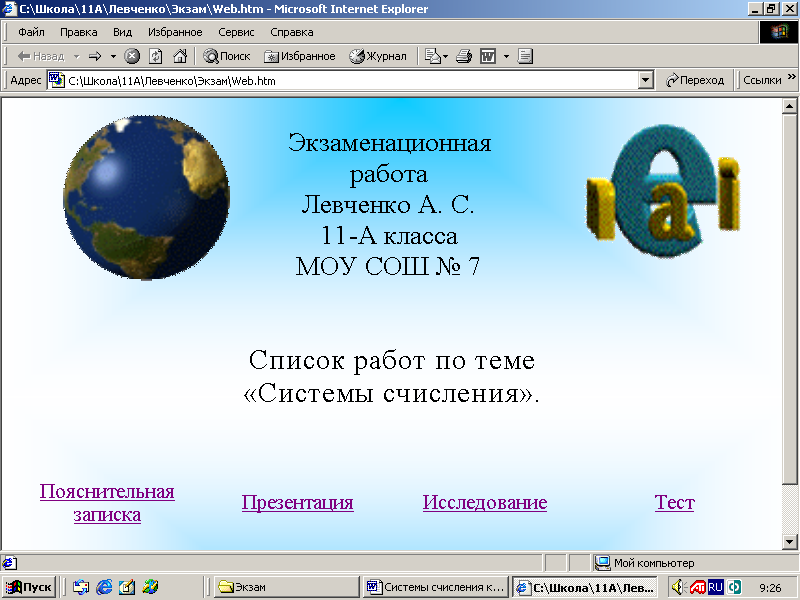 C:\Школа\11А\Левченко\Экзам\Web.htm - Microsoft Internet Explorer
Файл Правка Вид Избранное Сервис Справка
Назад Поиск Избранное Журнал
Адрес C:\Школа\11А\Левченко\Экзам\Web.htm Переход Ссылки »
Экзаменационная
работа
Левченко А. С.
11-А класса
МОУ СОШ № 7
Список работ по теме
«Системы счисления».
Пояснительная
записка
Презентация
Исследование
Тест
Мой компьютер
Пуск Экзам Системы счисления к... C:\Школа\11А\Лев... RU 9:26